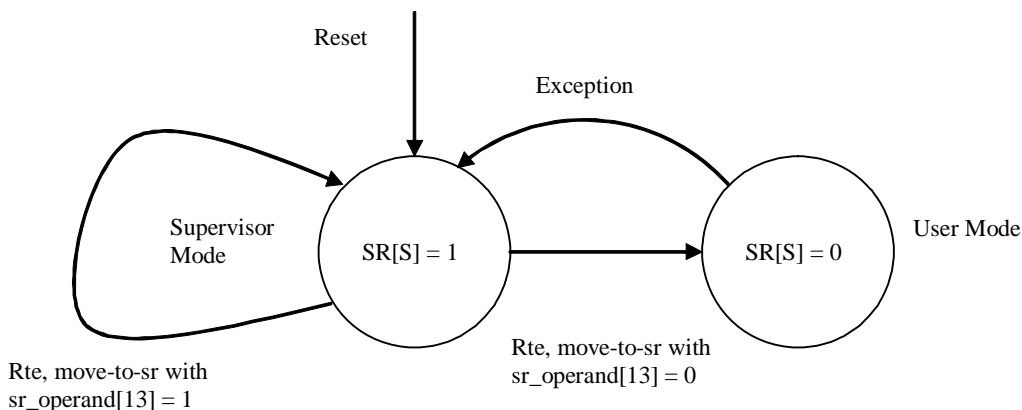 Reset
Exception
Supervisor
Mode
SR[S] = 1
SR[S] = 0
User Mode
Rte, move-to-sr with
sr_operand[13] = 1
Rte, move-to-sr with
sr_operand[13] = 0